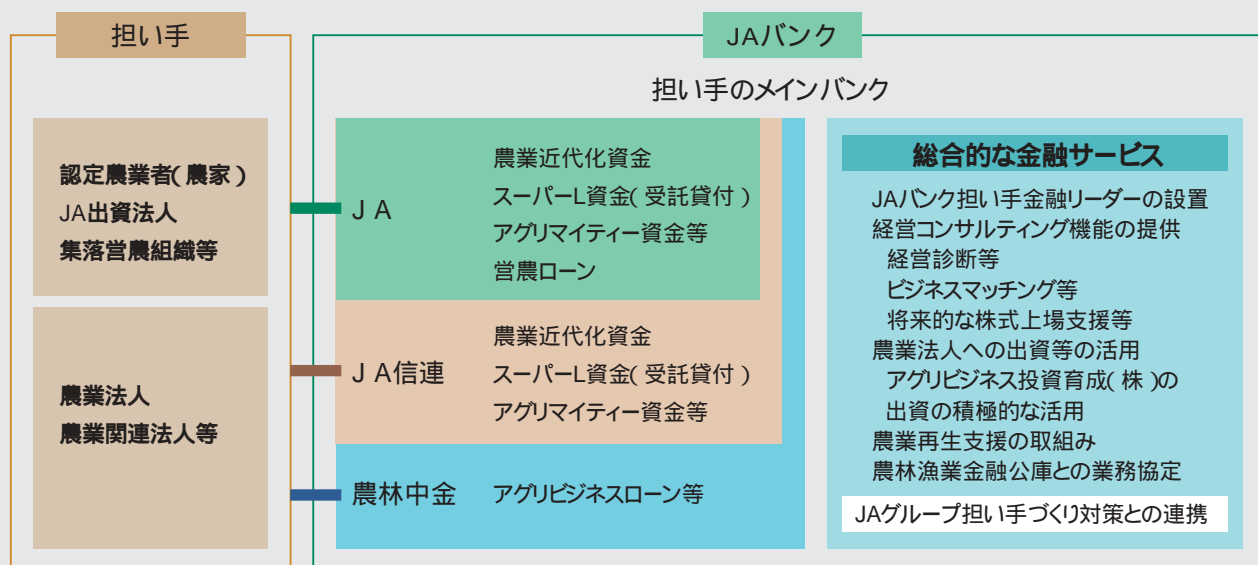 担い手
JAバンク
担い手のメインバンク
認定農業者(農家)
JA出資法人
集落営農組織等
農業法人
農業関連法人等
JA
農業近代化資金
スーパーL資金(受託貸付)
アグリマイティー資金等
営農ローン
JA信連
農業近代化資金
スーパーL資金(受託貸付)
アグリマイティー資金等
農林中金
アグリビジネスローン等
総合的な金融サービス
JAバンク担い手金融リーダーの設置
経営コンサルティング機能の提供
経営診断等
ビジネスマッチング等
将来的な株式上場支援等
農業法人への出資等の活用
アグリビジネス投資育成(株)の
出資の積極的な活用
農業再生支援の取組み
農林漁業金融公庫との業務協定
JAグループ担い手づくり対策との連携